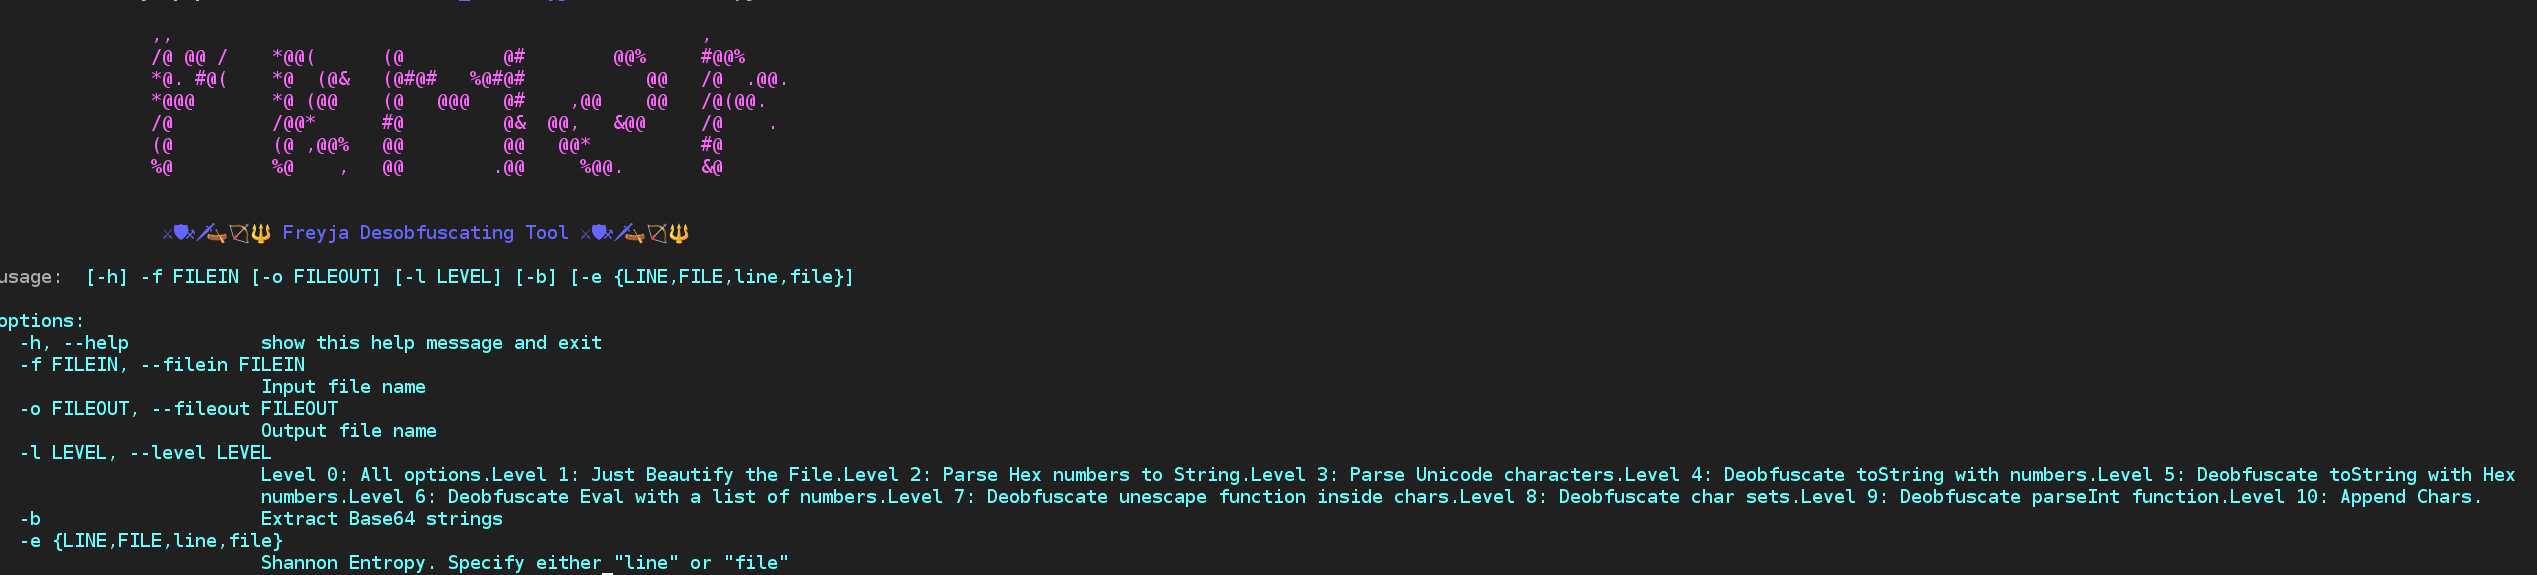 ,,                                                ,
/@ @@ /    *@@(      (@         @#        @@%     #@@%
*@. #@(    *@  (@&   (@#@#   %@#@#           @@   /@  .@@.
*@@@       *@ (@@    (@   @@@   @#    ,@@    @@   /@(@@.
/@         /@@*      #@         @&  @@,   &@@     /@    .
(@         (@ ,@@%   @@         @@   @@*          #@
%@         %@    ,   @@        .@@     %@@.       &@
Freyja Desobfuscating Tool
usage:  [-h] -f FILEIN [-o FILEOUT] [-l LEVEL] [-b] [-e {LINE,FILE,line,file}]
options:
-h, --help            show this help message and exit
-f FILEIN, --filein FILEIN
Input file name
-o FILEOUT, --fileout FILEOUT
Output file name
-l LEVEL, --level LEVEL
Level 0: All options.Level 1: Just Beautify the File.Level 2: Parse Hex numbers to String.Level 3: Parse Unicode characters.Level 4: Deobfuscate toString with numbers.Level 5: Deobfuscate toString with Hex
numbers.Level 6: Deobfuscate Eval with a list of numbers.Level 7: Deobfuscate unescape function inside chars.Level 8: Deobfuscate char sets.Level 9: Deobfuscate parseInt function.Level 10: Append Chars.
-b                    Extract Base64 strings
-e {LINE,FILE,line,file}
Shannon Entropy. Specify either "line" or "file"